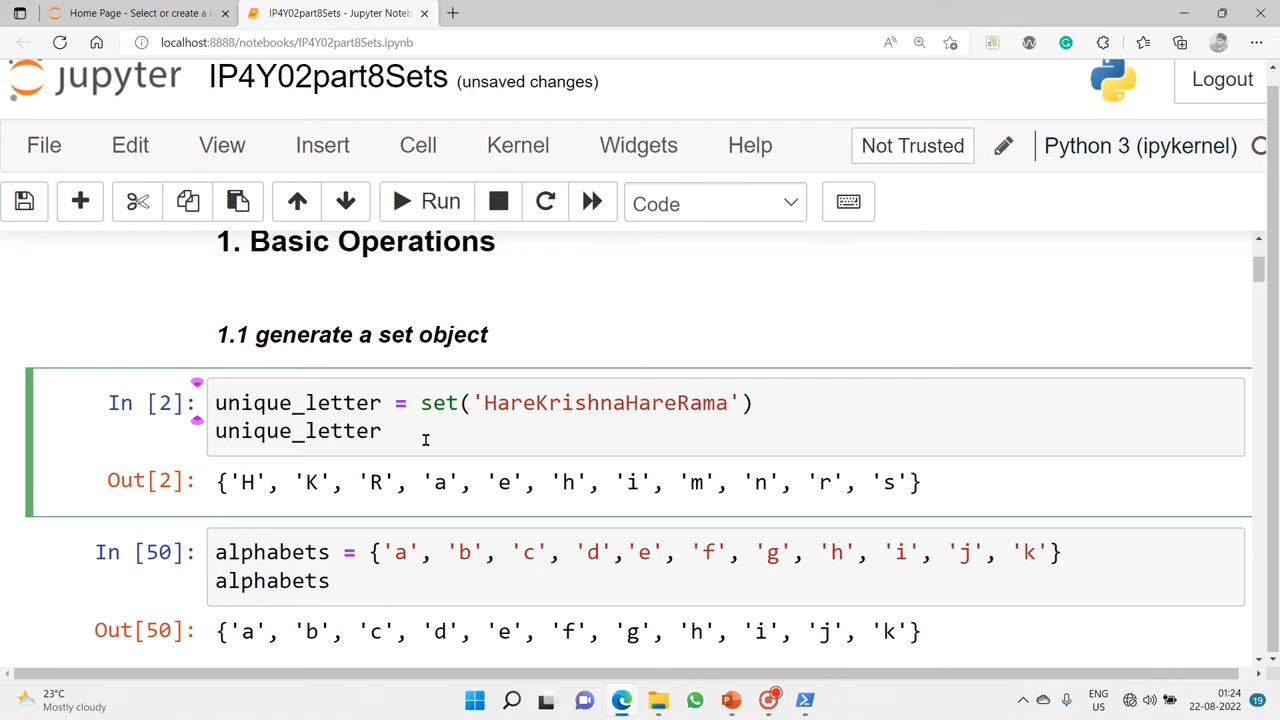 Home Page - Select or create a n
IP4Y02part8Sets - Jupyter Noteb
localhost:8888/notebooks/IP4Y02part8Sets.ipynb
jupyter IP4Y02part8Sets (unsaved changes)
Logout
File Edit View Insert Cell Kernel Widgets Help Not Trusted Python 3 (ipykernel)
Run Code
1. Basic Operations
1.1 generate a set object
In [2]: unique_letter = set('HareKrishnaHareRama')
unique_letter
Out[2]: {'H', 'K', 'R', 'a', 'e', 'h', 'i', 'm', 'n', 'r', 's'}
In [50]: alphabets = {'a', 'b', 'c', 'd','e', 'f', 'g', 'h', 'i', 'j', 'k'}
alphabets
Out[50]: {'a', 'b', 'c', 'd', 'e', 'f', 'g', 'h', 'i', 'j', 'k'}
23°C
Mostly cloudy
ENG
US
01:24
22-08-2022
19